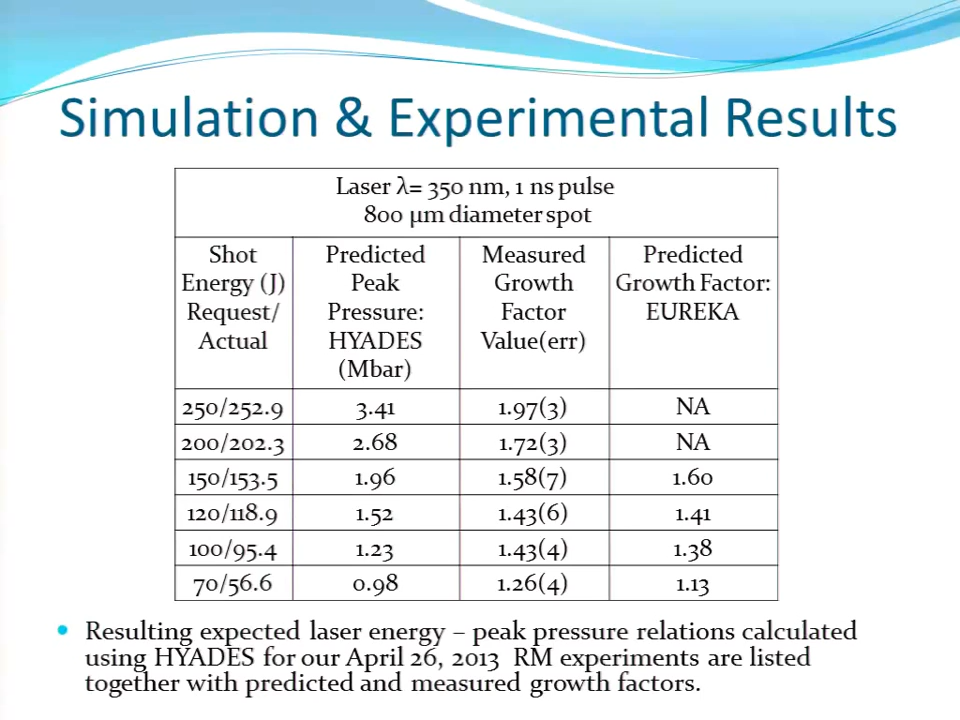 Simulation & Experimental Results
Laser λ= 350 nm, 1 ns pulse
800 μm diameter spot
Shot Energy (J) Request/ Actual
Predicted Peak Pressure: HYADES (Mbar)
Measured Growth Factor Value(err)
Predicted Growth Factor: EUREKA
250/252.9 3.41 1.97(3) NA
200/202.3 2.68 1.72(3) NA
150/153.5 1.96 1.58(7) 1.60
120/118.9 1.52 1.43(6) 1.41
100/95.4 1.23 1.43(4) 1.38
70/56.6 0.98 1.26(4) 1.13
• Resulting expected laser energy – peak pressure relations calculated
using HYADES for our April 26, 2013 RM experiments are listed
together with predicted and measured growth factors.